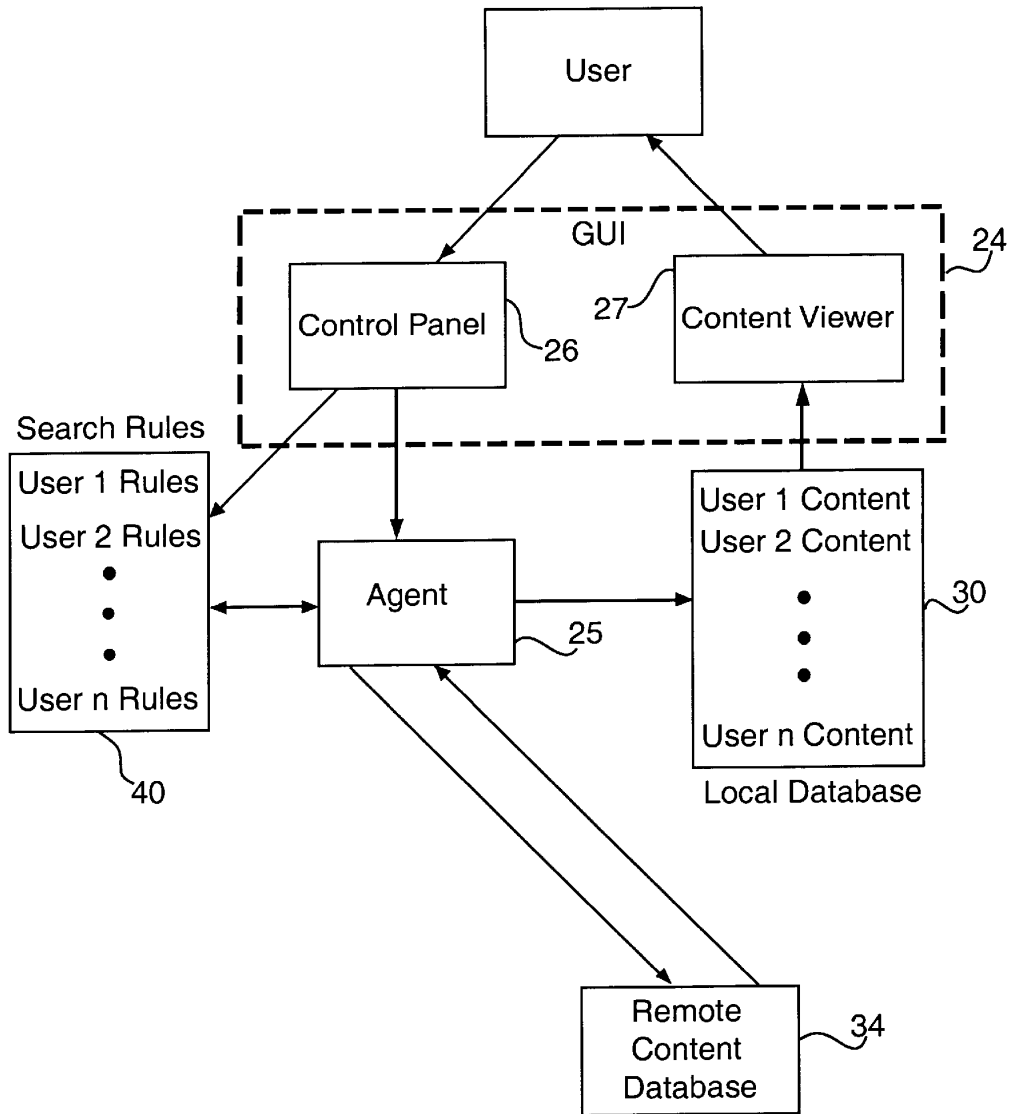 User
GUI
24
Control Panel
26
27
Content Viewer
Search Rules
User 1 Rules
User 2 Rules
User n Rules
40
Agent
25
User 1 Content
User 2 Content
User n Content
30
Local Database
Remote
Content
Database
34